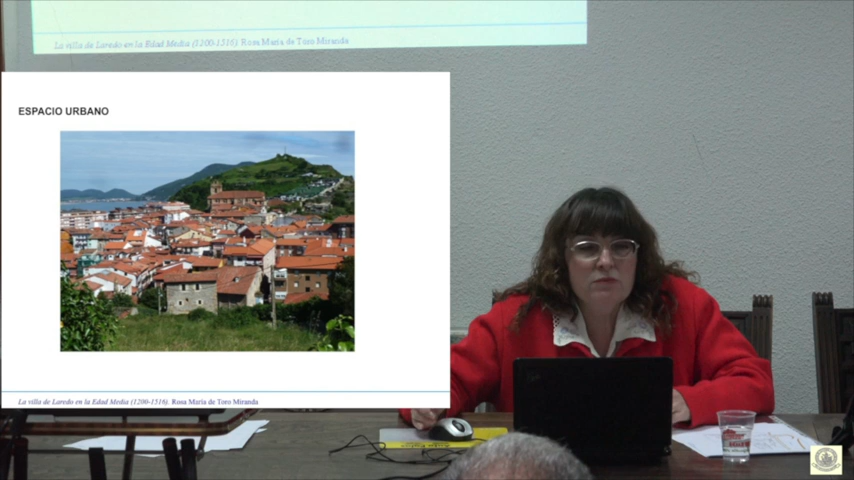 La villa de Laredo en la Edad Media (1200-1516). Rosa María de Toro Miranda
ESPACIO URBANO
La villa de Laredo en la Edad Media (1200-1516). Rosa María de Toro Miranda